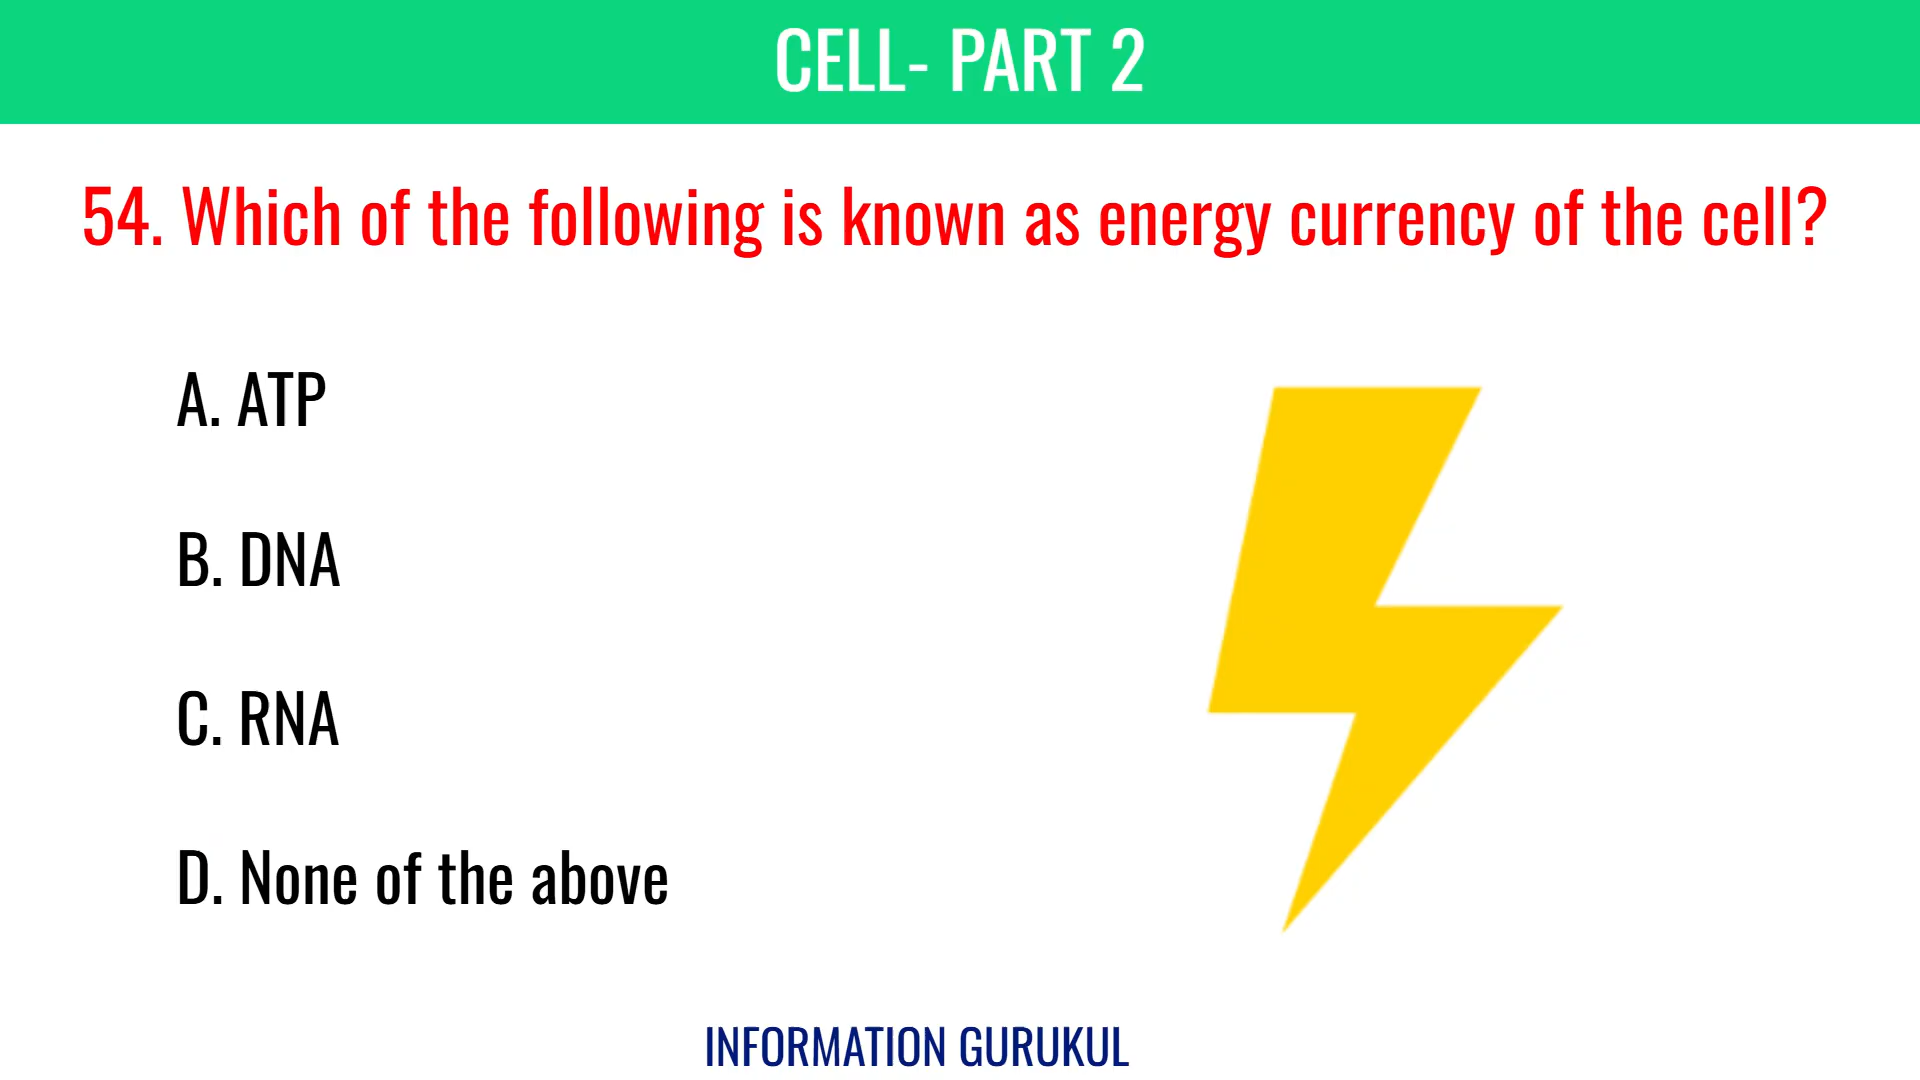 CELL- PART 2
54. Which of the following is known as energy currency of the cell?
A. ATP
B. DNA
C. RNA
D. None of the above
INFORMATION GURUKUL